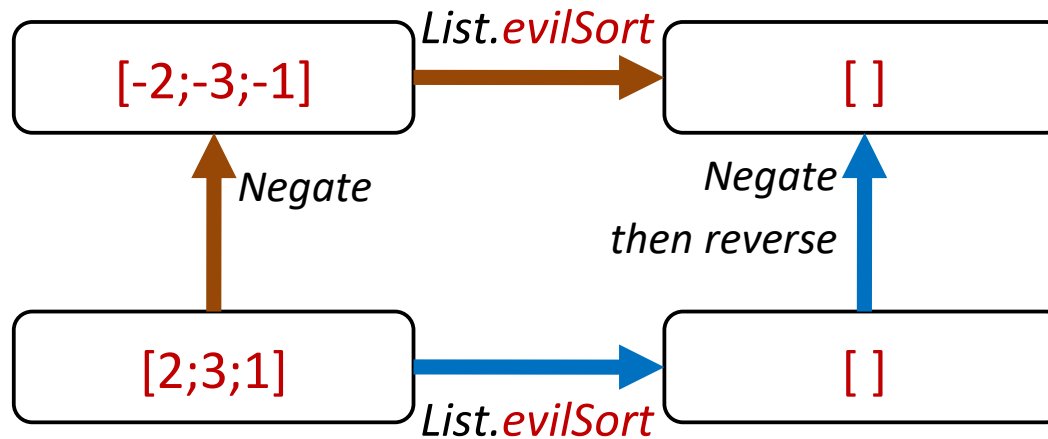 List.evilSort
[-2;-3;-1]
[ ]
Negate
Negate
then reverse
[2;3;1]
[ ]
List.evilSort